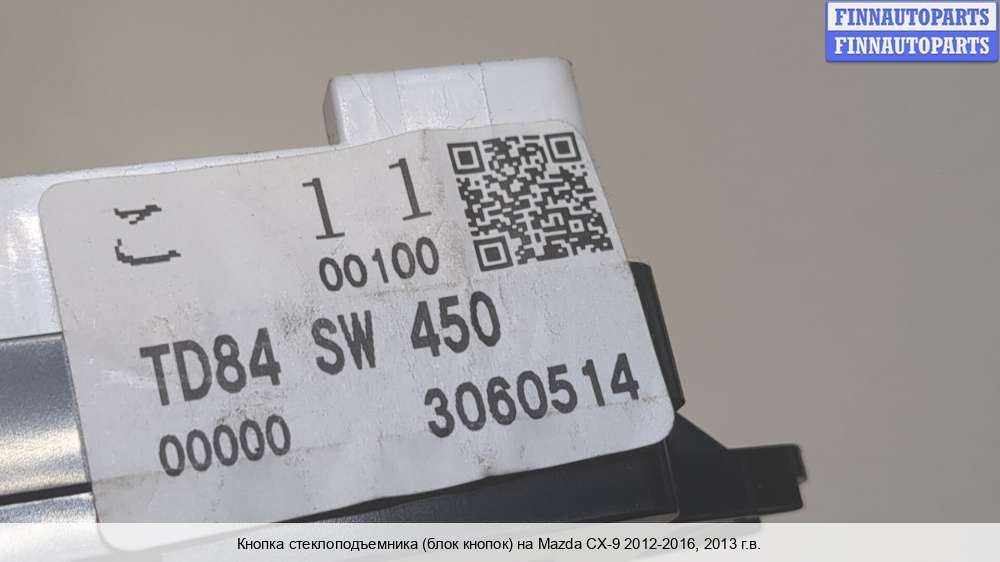 FINNAUTOPARTS
FINNAUTOPARTS
1 1
00100
TD84 SW 450
00000 3060514
Кнопка стеклоподъемника (блок кнопок) на Mazda CX-9 2012-2016, 2013 г.в.